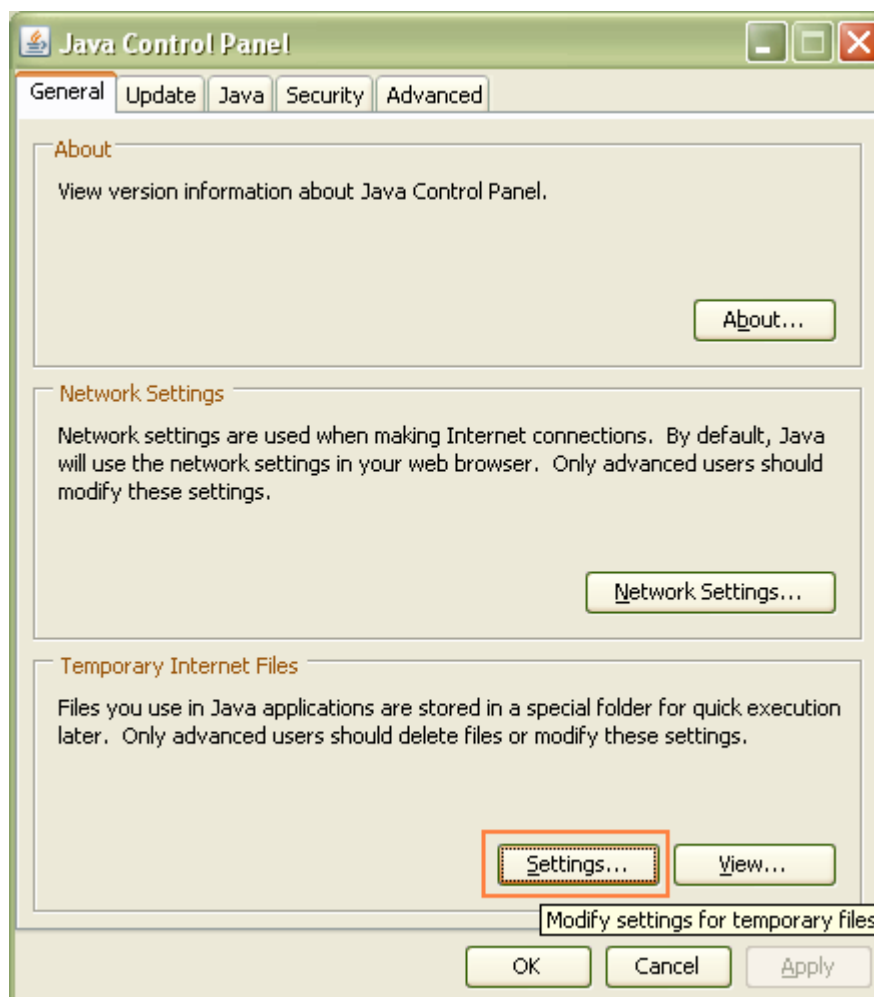 Java Control Panel
General Update Java Security Advanced
About
View version information about Java Control Panel.
About...
Network Settings
Network settings are used when making Internet connections.  By default, Java
will use the network settings in your web browser.  Only advanced users should
modify these settings.
Network Settings...
Temporary Internet Files
Files you use in Java applications are stored in a special folder for quick execution
later.  Only advanced users should delete files or modify these settings.
Settings... View...
Modify settings for temporary files
OK Cancel Apply